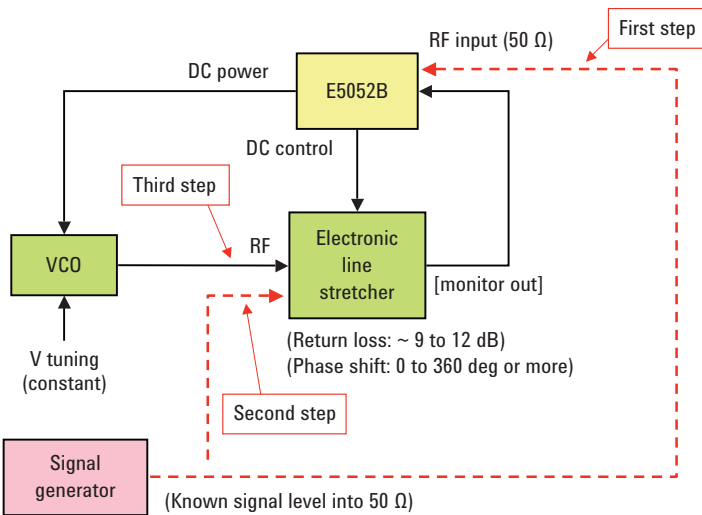 First step
RF input (50 Ω)
DC power
E5052B
DC control
Third step
VCO
RF
Electronic
line
stretcher
[monitor out]
(Return loss: ~ 9 to 12 dB)
(Phase shift: 0 to 360 deg or more)
V tuning
(constant)
Second step
Signal
generator
(Known signal level into 50 Ω)